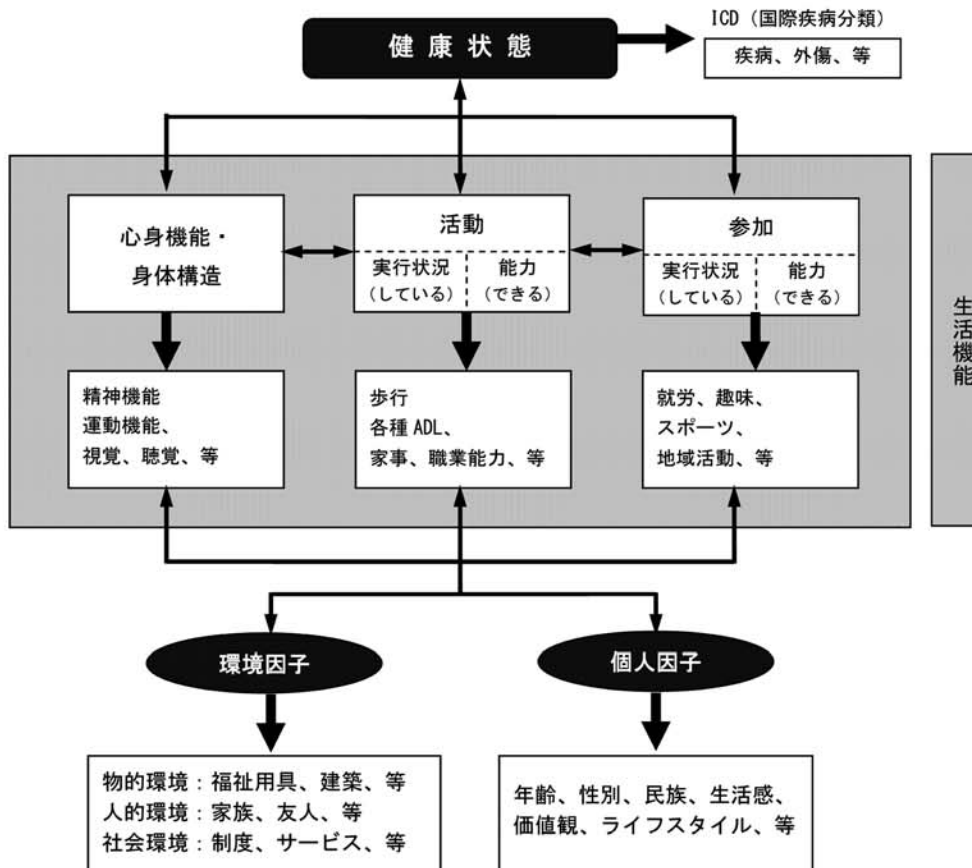 ICD（国際疾病分類）
健康状態
疾病、外傷、等
心身機能・
身体構造
活動
実行状況
（している）
能力
（できる）
参加
実行状況
（している）
能力
（できる）
生活機能
精神機能
運動機能、
視覚、聴覚、等
歩行
各種ADL、
家事、職業能力、等
就労、趣味、
スポーツ、
地域活動、等
環境因子
個人因子
物的環境：福祉用具、建築、等
人的環境：家族、友人、等
社会環境：制度、サービス、等
年齢、性別、民族、生活感、
価値観、ライフスタイル、等